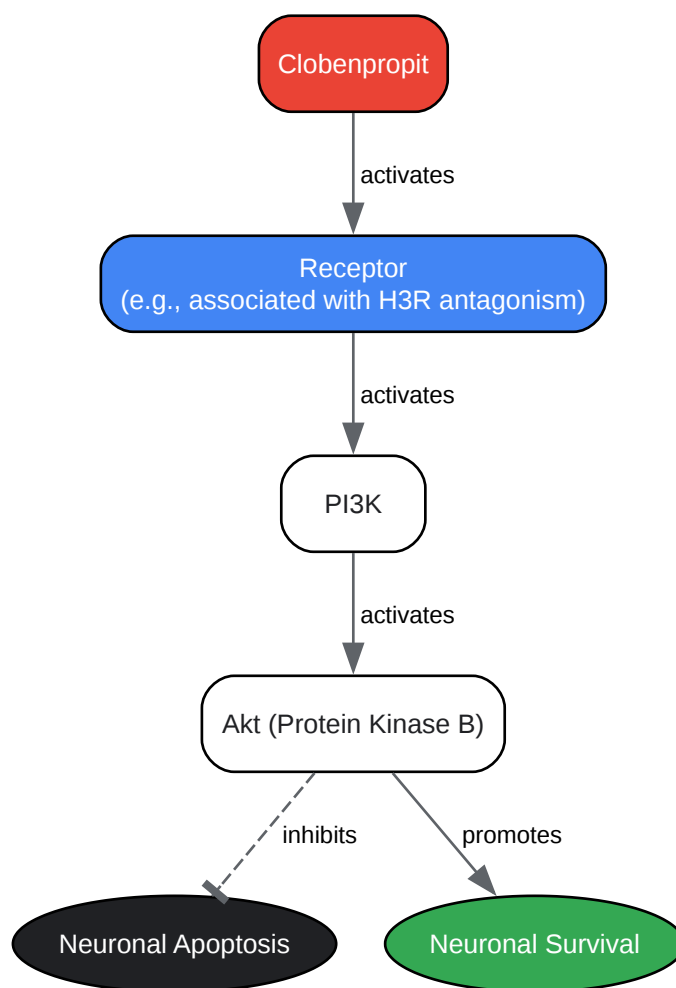 Clobenpropit
activates
Receptor
(e.g., associated with H3R antagonism)
activates
PI3K
activates
Akt (Protein Kinase B)
inhibits
promotes
Neuronal Apoptosis
Neuronal Survival